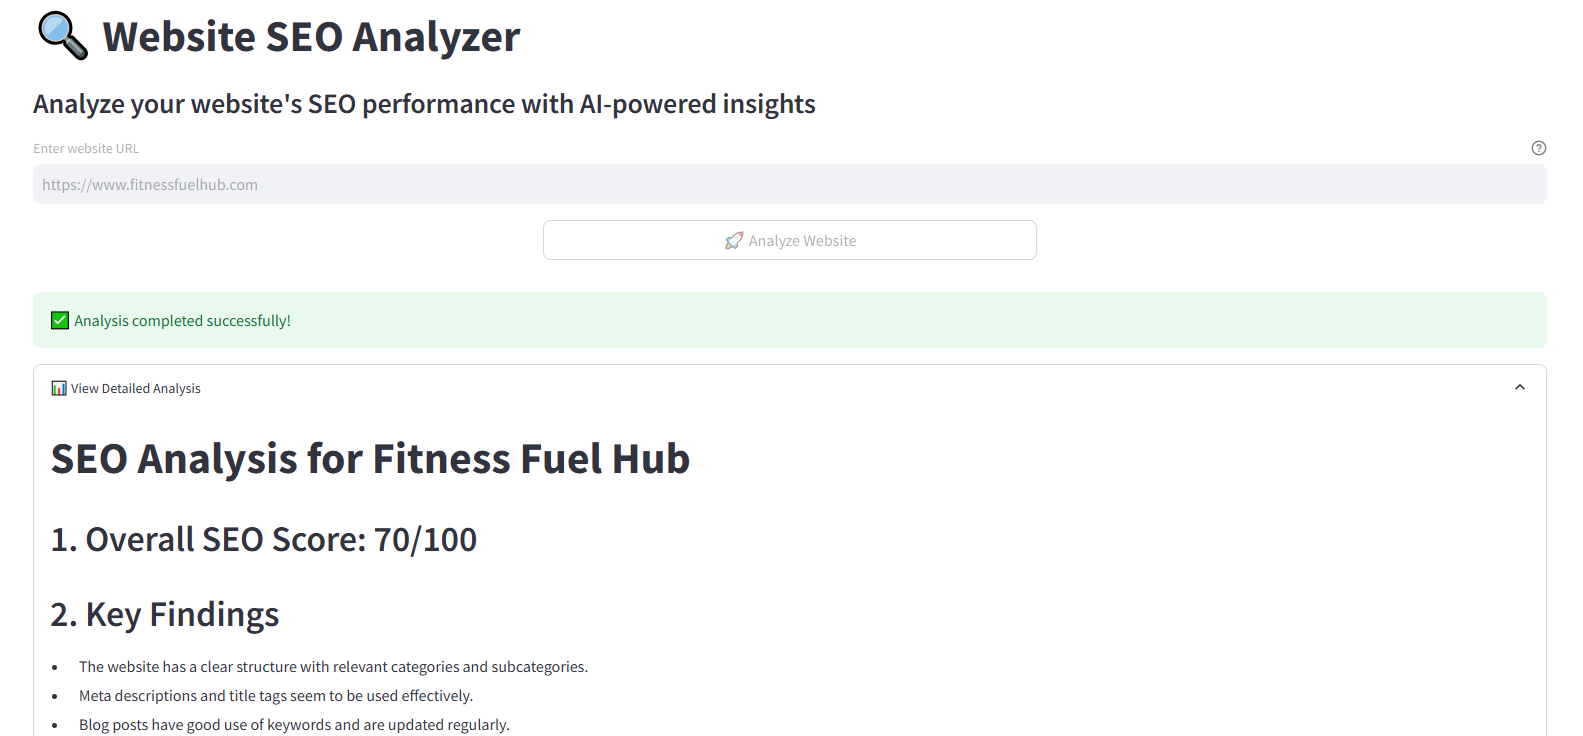 Website SEO Analyzer
Analyze your website's SEO performance with AI-powered insights
Enter website URL
https://www.fitnessfuelhub.com
Analyze Website
Analysis completed successfully!
View Detailed Analysis
SEO Analysis for Fitness Fuel Hub
1. Overall SEO Score: 70/100
2. Key Findings
• The website has a clear structure with relevant categories and subcategories.
• Meta descriptions and title tags seem to be used effectively.
• Blog posts have good use of keywords and are updated regularly.